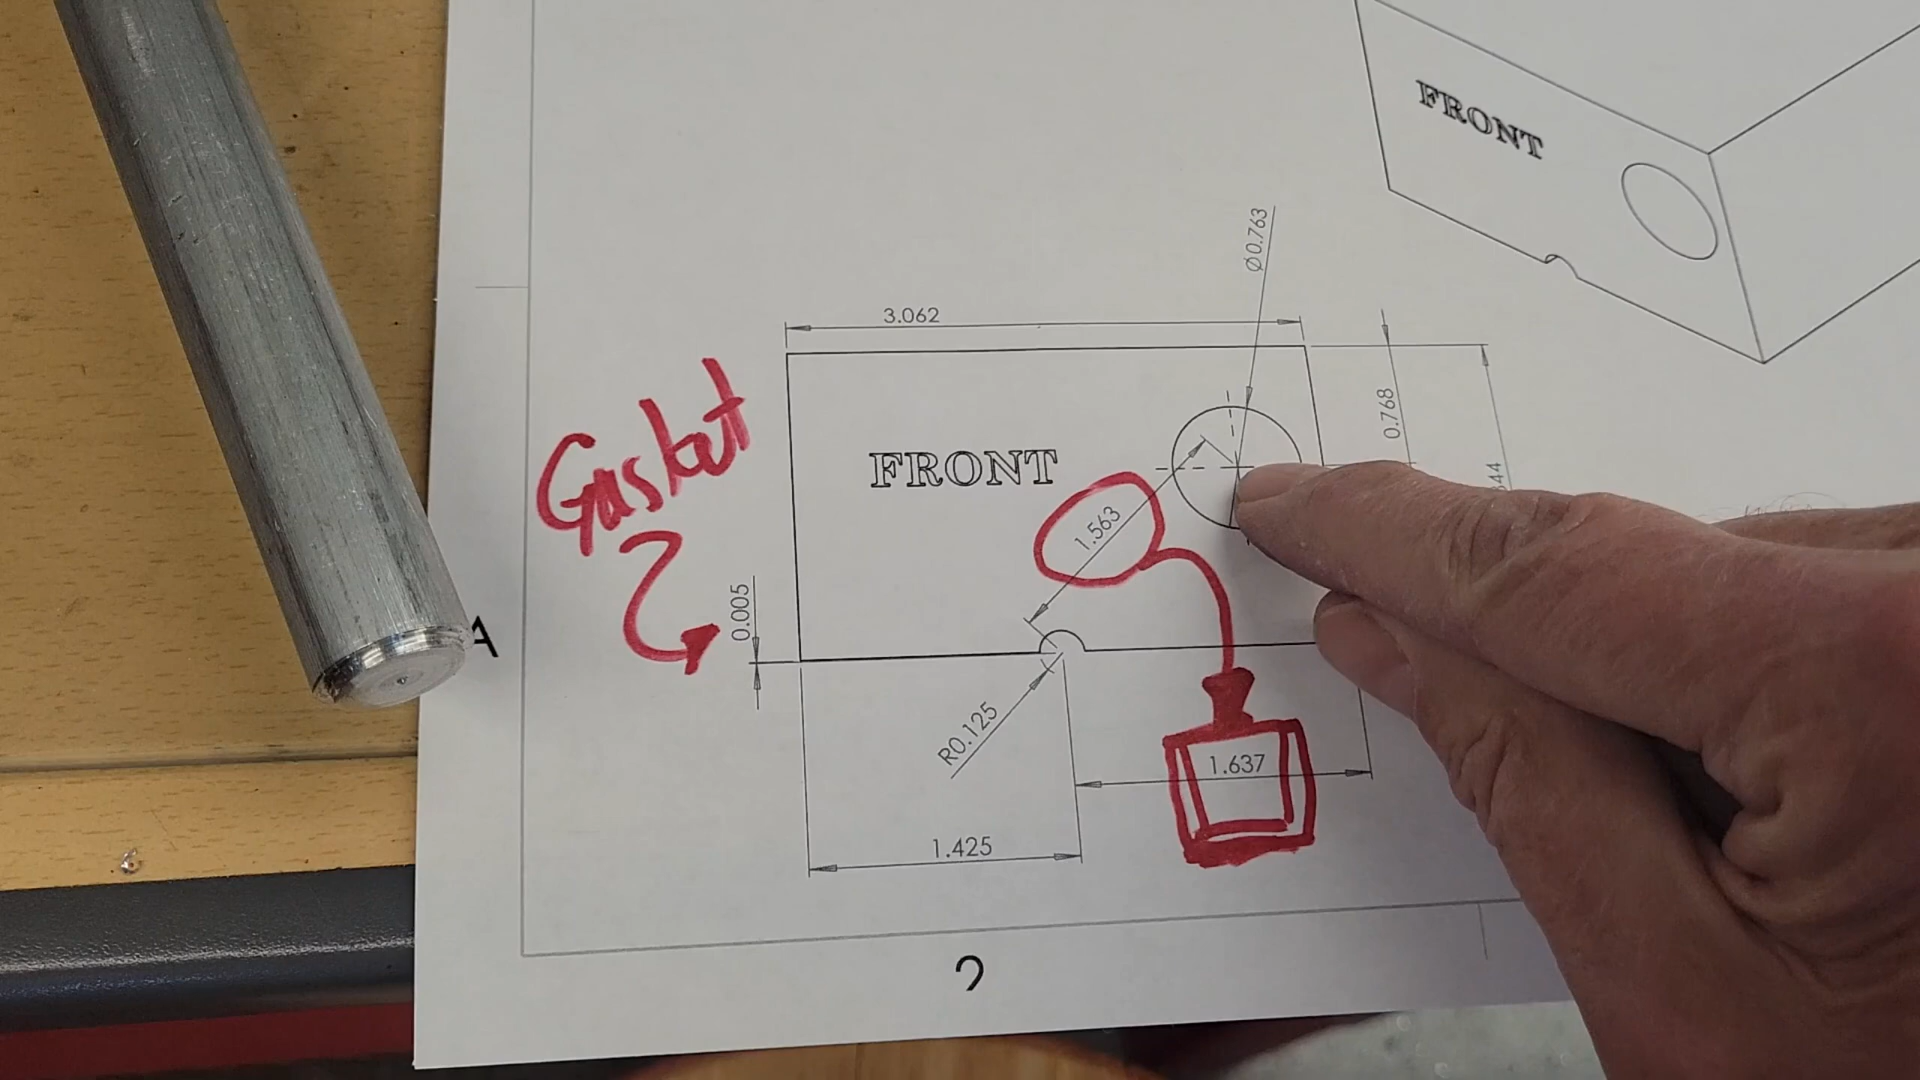 FRONT
Ø0.763
3.062
0.768
Gasket
FRONT
1.563
0.005
R0.125
1.637
1.425
A
2